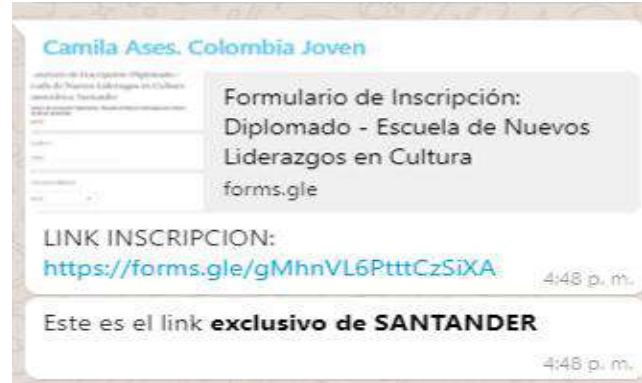 Camila Ases. Colombia Joven
Formulario de Inscripción:
Diplomado - Escuela de Nuevos
Liderazgos en Cultura
forms.gle
LINK INSCRIPCION:
https://forms.gle/gMhnVL6PtttCzSiXA
4:48 p. m.
Este es el link exclusivo de SANTANDER
4:48 p. m.